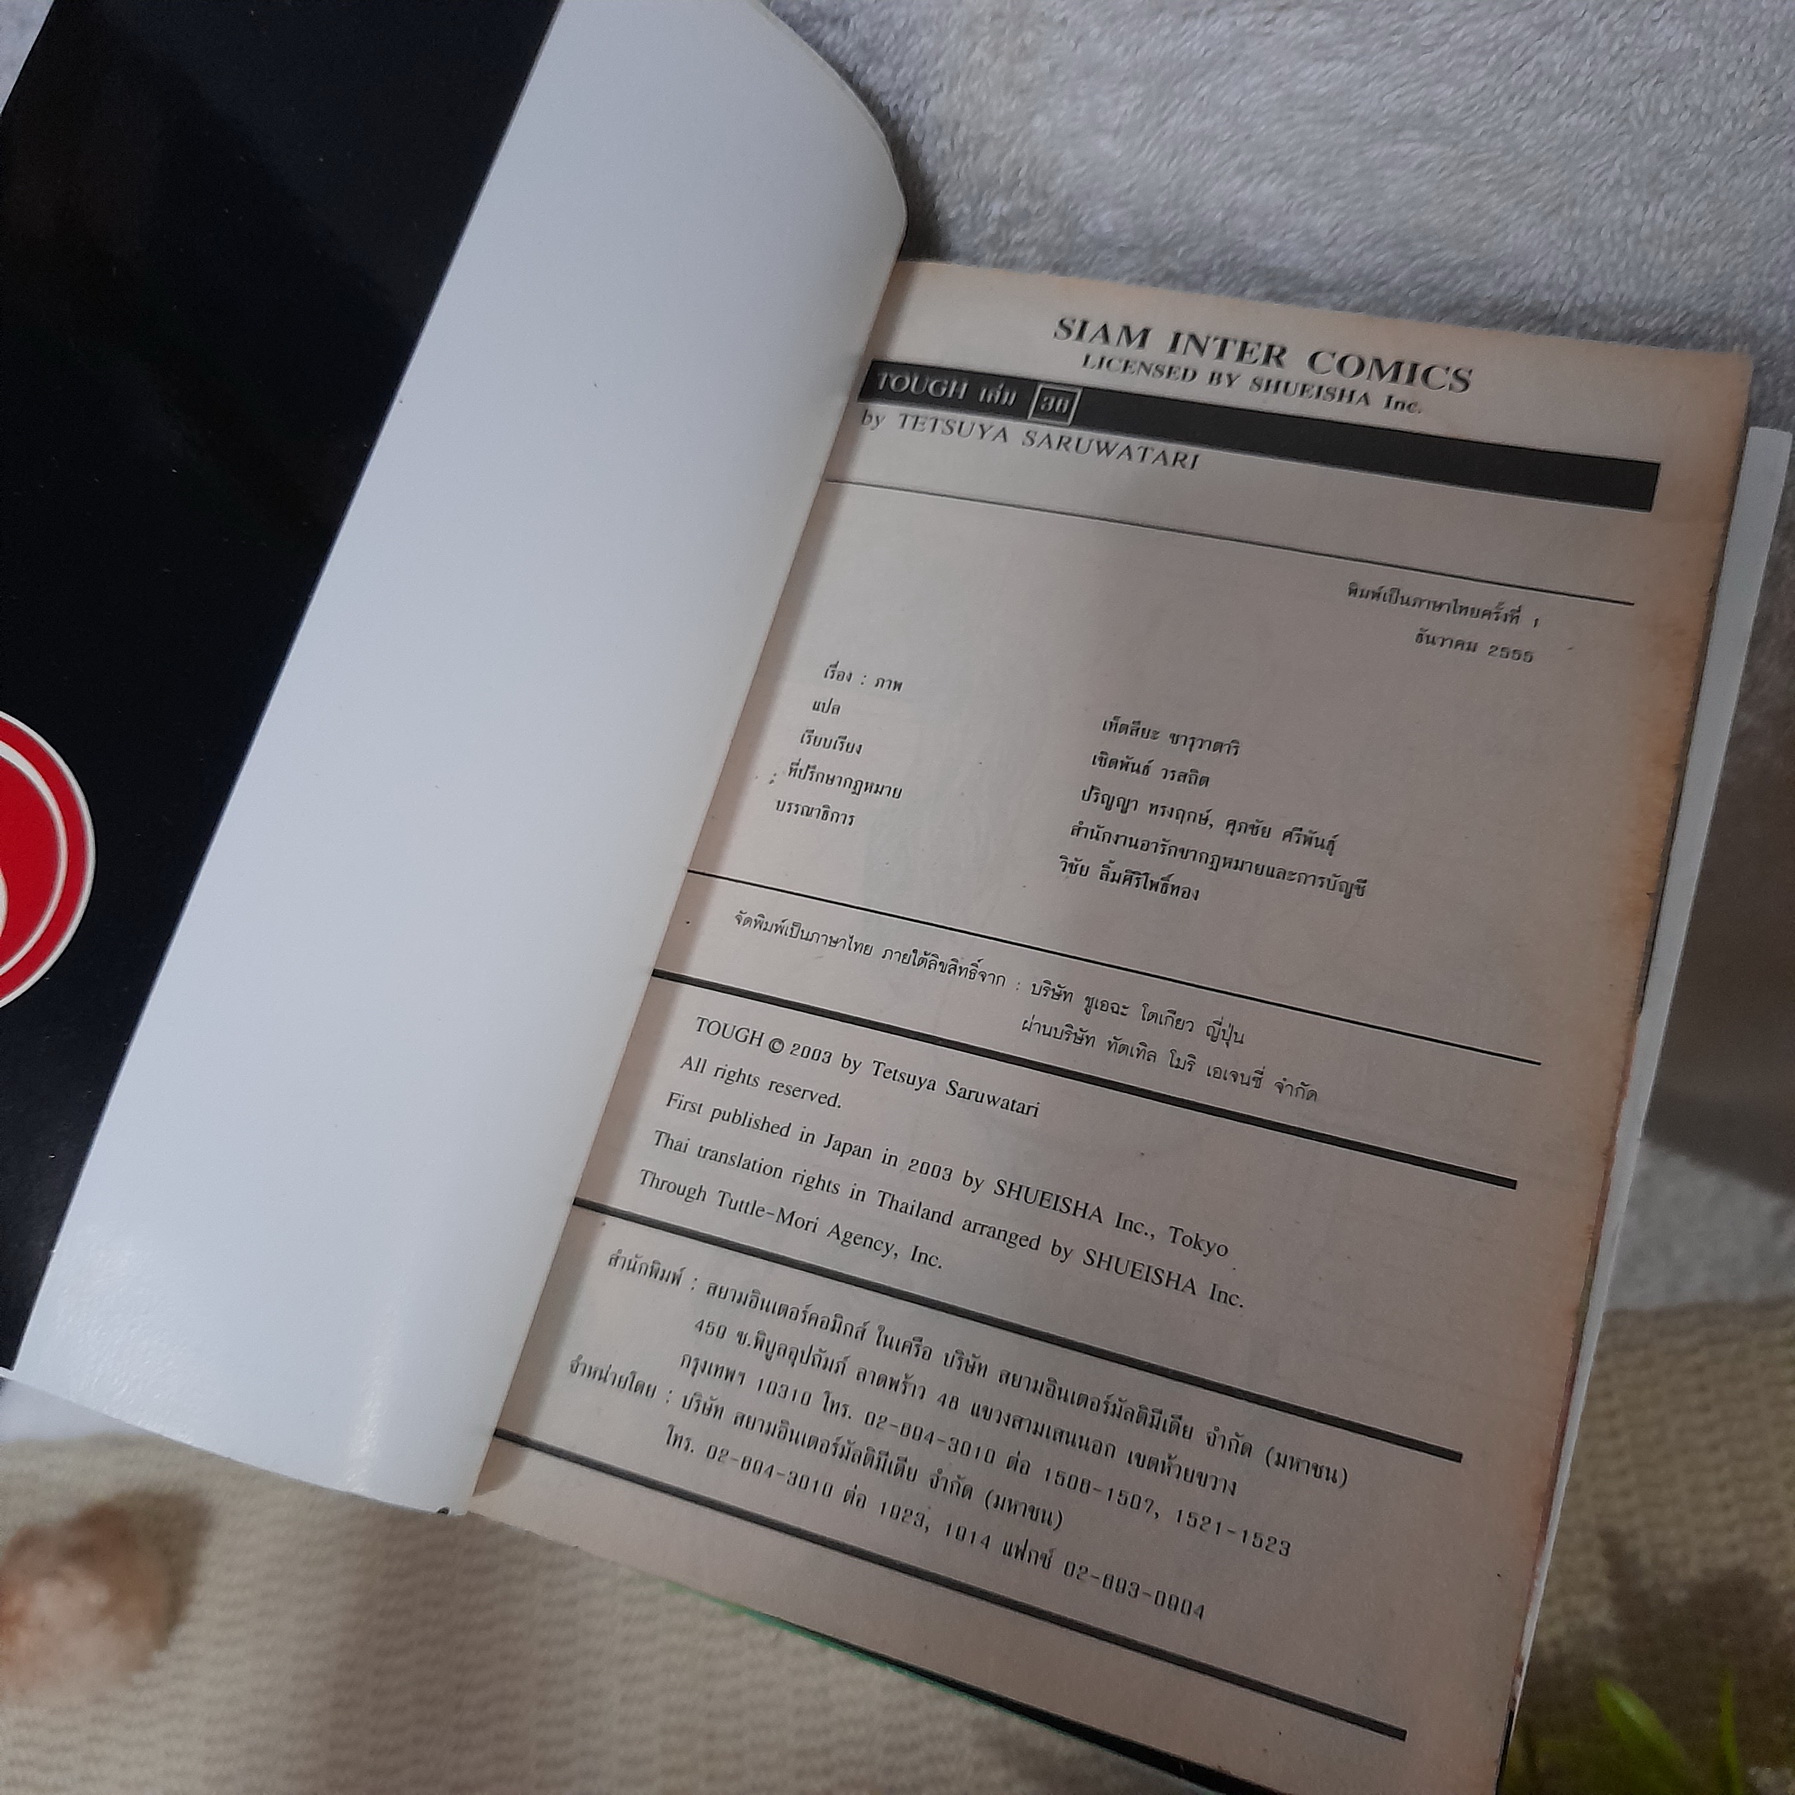 SIAM INTER COMICS
LICENSED BY SHUEISHA Inc.
TOUGH เล่ม 30
by TETSUYA SARUWATARI
พิมพ์เป็นภาษาไทยครั้งที่ 1
ธันวาคม 2555
เรื่อง : ภาพ เท็ตสึยะ ซารุวาตาริ
แปล เชิดพันธ์ วรสถิต
เรียบเรียง ปริญญา ทรงฤกษ์, ศุภชัย ศรีพันธุ์
ที่ปรึกษากฎหมาย สำนักงานอารักขากฎหมายและการบัญชี
บรรณาธิการ วิชัย ลิ้มศิริโพธิ์ทอง
จัดพิมพ์เป็นภาษาไทย ภายใต้ลิขสิทธิ์จาก : บริษัท ชูเอฉะ โตเกียว ญี่ปุ่น
ผ่านบริษัท ทัตเทิล โมริ เอเจนซี่ จำกัด
TOUGH © 2003 by Tetsuya Saruwatari
All rights reserved.
First published in Japan in 2003 by SHUEISHA Inc., Tokyo
Thai translation rights in Thailand arranged by SHUEISHA Inc.
Through Tuttle-Mori Agency, Inc.
สำนักพิมพ์ : สยามอินเตอร์คอมิกส์ ในเครือ บริษัท สยามอินเตอร์มัลติมีเดีย จำกัด (มหาชน)
450 ซ.พิบูลอุปถัมภ์ ลาดพร้าว 48 แขวงสามเสนนอก เขตห้วยขวาง
กรุงเทพฯ 10310 โทร. 02-694-3010 ต่อ 1506-1507, 1521-1523
จำหน่ายโดย : บริษัท สยามอินเตอร์มัลติมีเดีย จำกัด (มหาชน)
โทร. 02-694-3010 ต่อ 1023, 1014 แฟกซ์